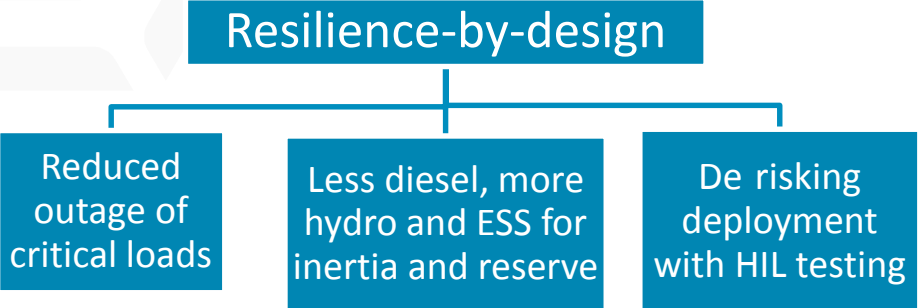 Resilience-by-design
Reduced
outage of
critical loads
Less diesel, more
hydro and ESS for
inertia and reserve
De risking
deployment
with HIL testing